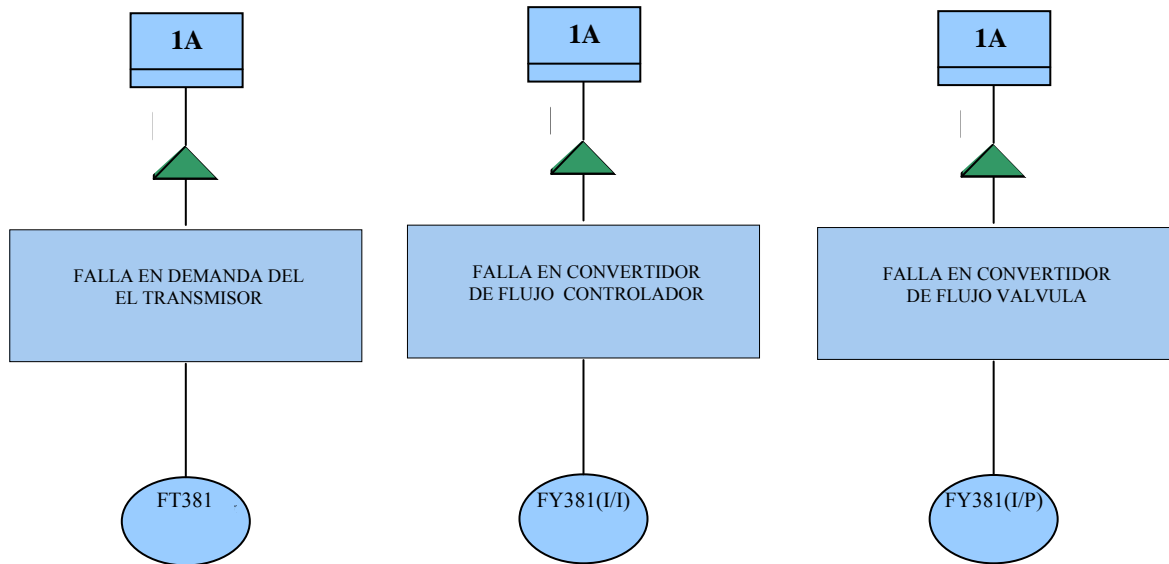 1A
1A
1A
FALLA EN DEMANDA DEL
EL TRANSMISOR
FALLA EN CONVERTIDOR
DE FLUJO CONTROLADOR
FALLA EN CONVERTIDOR
DE FLUJO VALVULA
FT381
FY381(I/I)
FY381(I/P)